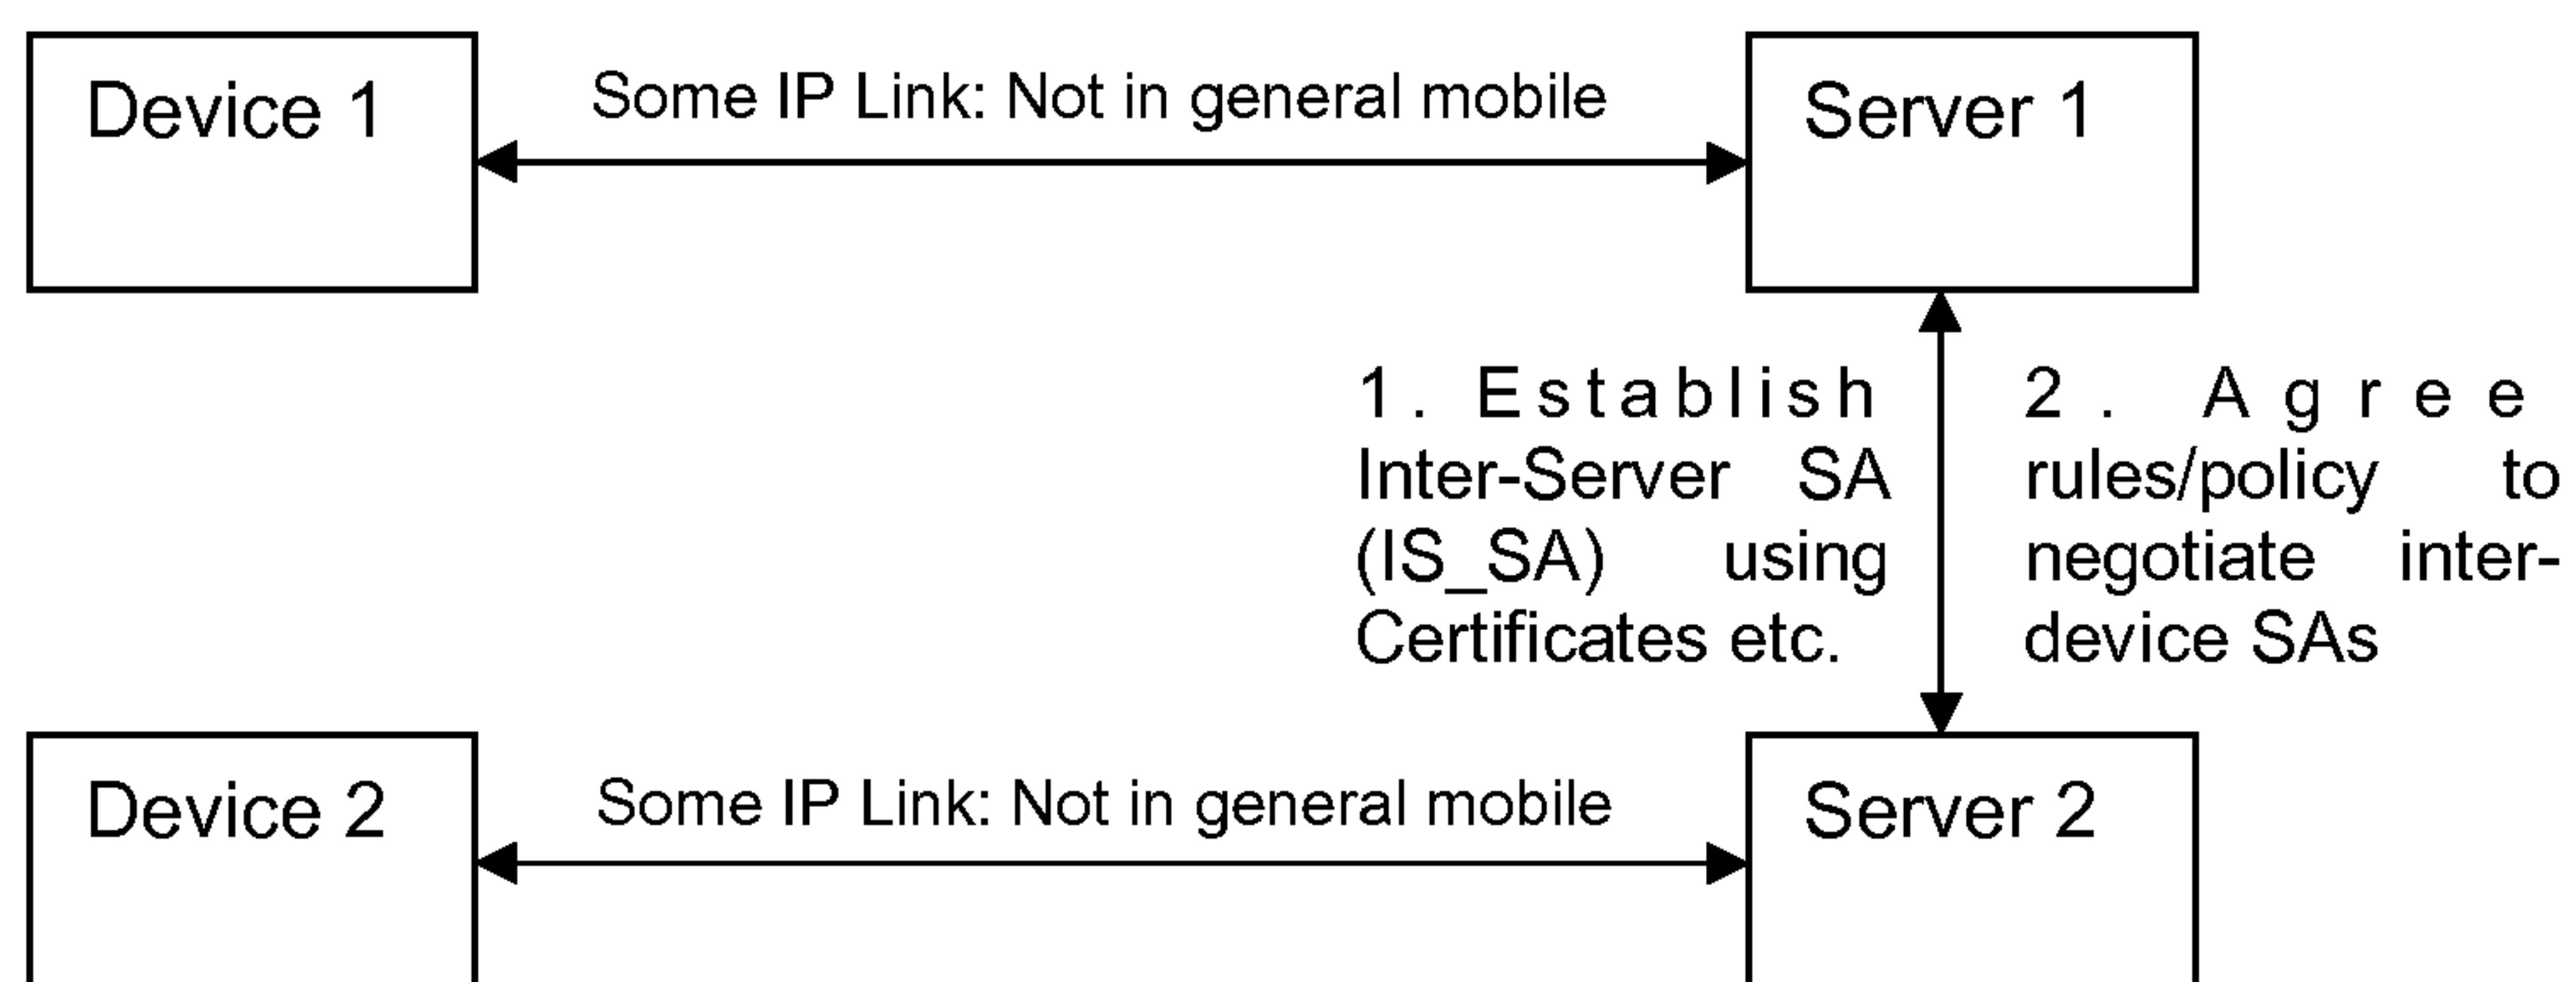 Device 1
Some IP Link: Not in general mobile
Server 1
1. Establish
Inter-Server SA
(IS_SA) using
Certificates etc.
2. Agree
rules/policy to
negotiate inter-
device SAs
Device 2
Some IP Link: Not in general mobile
Server 2